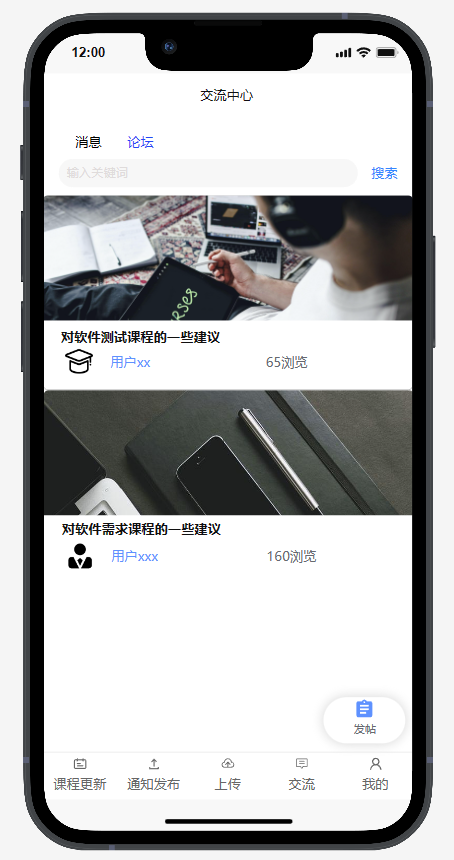 12:00
交流中心
消息 论坛
输入关键词 搜索
对软件测试课程的一些建议
用户xx 65浏览
对软件需求课程的一些建议
用户xxx 160浏览
发帖
课程更新 通知发布 上传 交流 我的